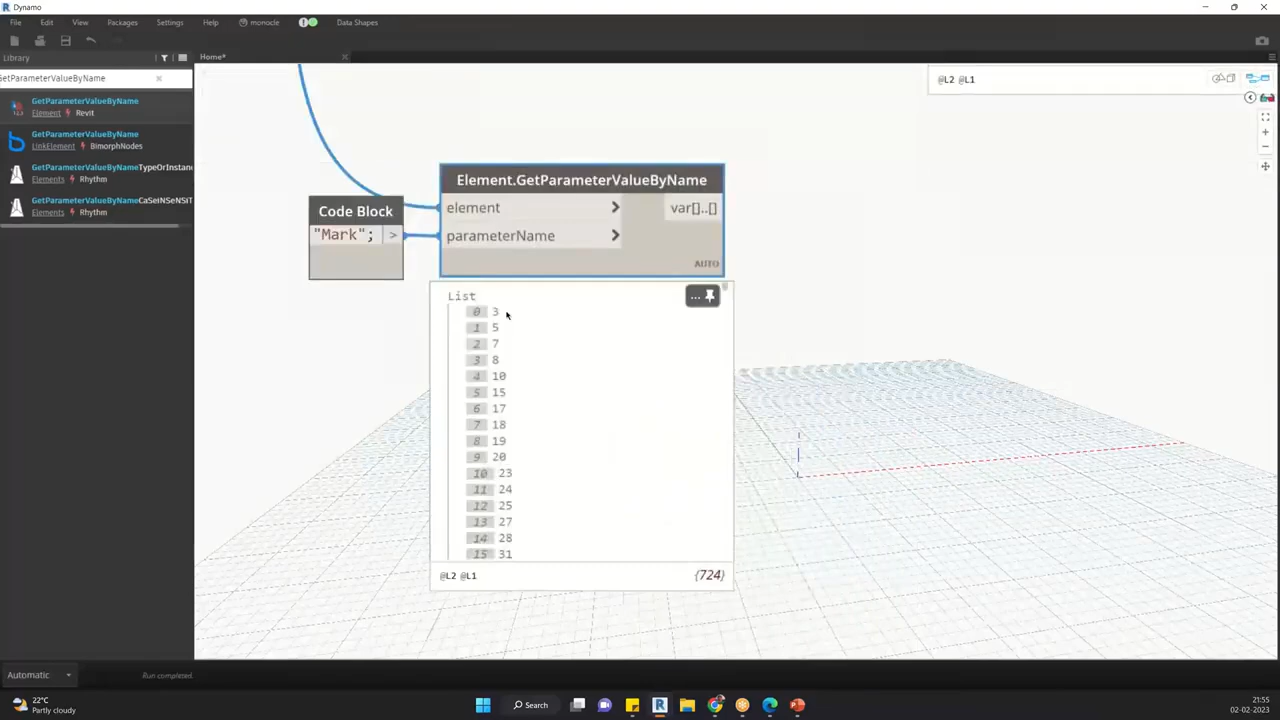 Dynamo
File Edit View Packages Settings Help monocle Data Shapes
Library
Home*
GetParameterValueByName
@L2 @L1
GetParameterValueByName
Element Revit
GetParameterValueByName
LinkElement BimorphNodes
GetParameterValueByNameTypeOrInstanc
Elements Rhythm
GetParameterValueByNameCaSeINSeNSiT
Elements Rhythm
Code Block
"Mark"; >
Element.GetParameterValueByName
element > var[]..[]
parameterName >
AUTO
List
...
0 3
1 5
2 7
3 8
4 10
5 15
6 17
7 18
8 19
9 20
10 23
11 24
12 25
13 27
14 28
15 31
@L2 @L1 {724}
Automatic Run completed.
22°C
Partly cloudy
Search
21:55
02-02-2023